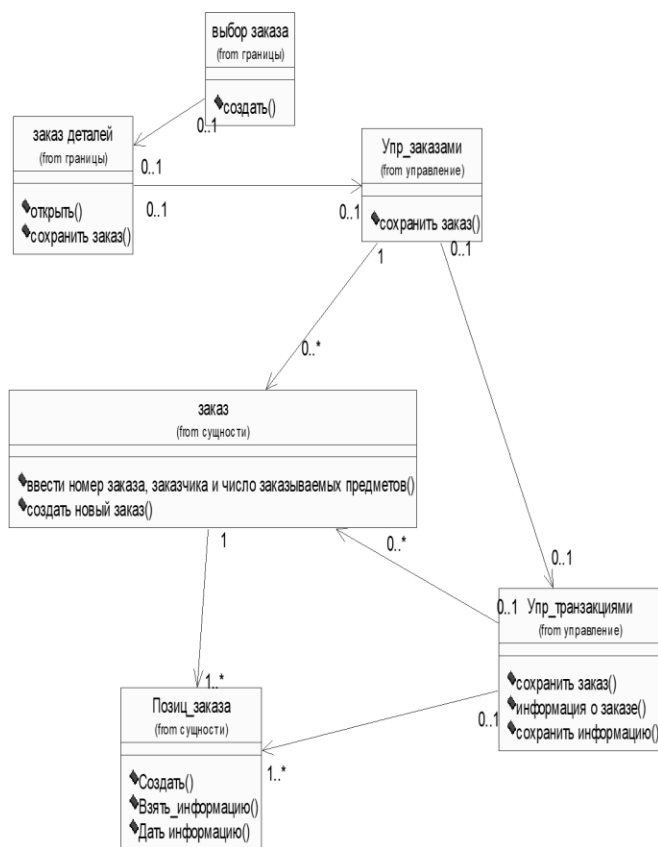 выбор заказа
(from границы)
создать()
0..1
заказ деталей
(from границы)
открыть()
сохранить заказ()
0..1
0..1
Упр_заказами
(from управление)
сохранить заказ()
0..1
1
0..1
0..*
заказ
(from сущности)
ввести номер заказа, заказчика и число заказываемых предметов()
создать новый заказ()
1
0..*
0..1
0..1
Упр_транзакциями
(from управление)
сохранить заказ()
информация о заказе()
сохранить информацию()
0..1
1..*
Позиц_заказа
(from сущности)
Создать()
Взять_информацию()
Дать информацию()
1..*